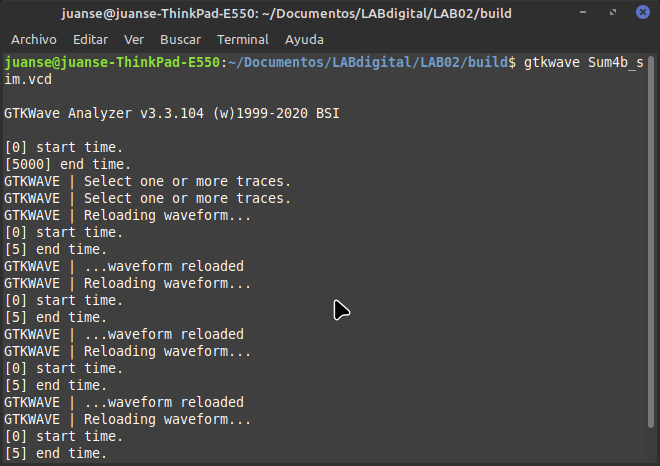 juanse@juanse-ThinkPad-E550: ~/Documentos/LABdigital/LAB02/build
Archivo Editar Ver Buscar Terminal Ayuda
juanse@juanse-ThinkPad-E550:~/Documentos/LABdigital/LAB02/build$ gtkwave Sum4b_s
im.vcd
GTKWave Analyzer v3.3.104 (w)1999-2020 BSI
[0] start time.
[5000] end time.
GTKWAVE | Select one or more traces.
GTKWAVE | Select one or more traces.
GTKWAVE | Reloading waveform...
[0] start time.
[5] end time.
GTKWAVE | ...waveform reloaded
GTKWAVE | Reloading waveform...
[0] start time.
[5] end time.
GTKWAVE | ...waveform reloaded
GTKWAVE | Reloading waveform...
[0] start time.
[5] end time.
GTKWAVE | ...waveform reloaded
GTKWAVE | Reloading waveform...
[0] start time.
[5] end time.